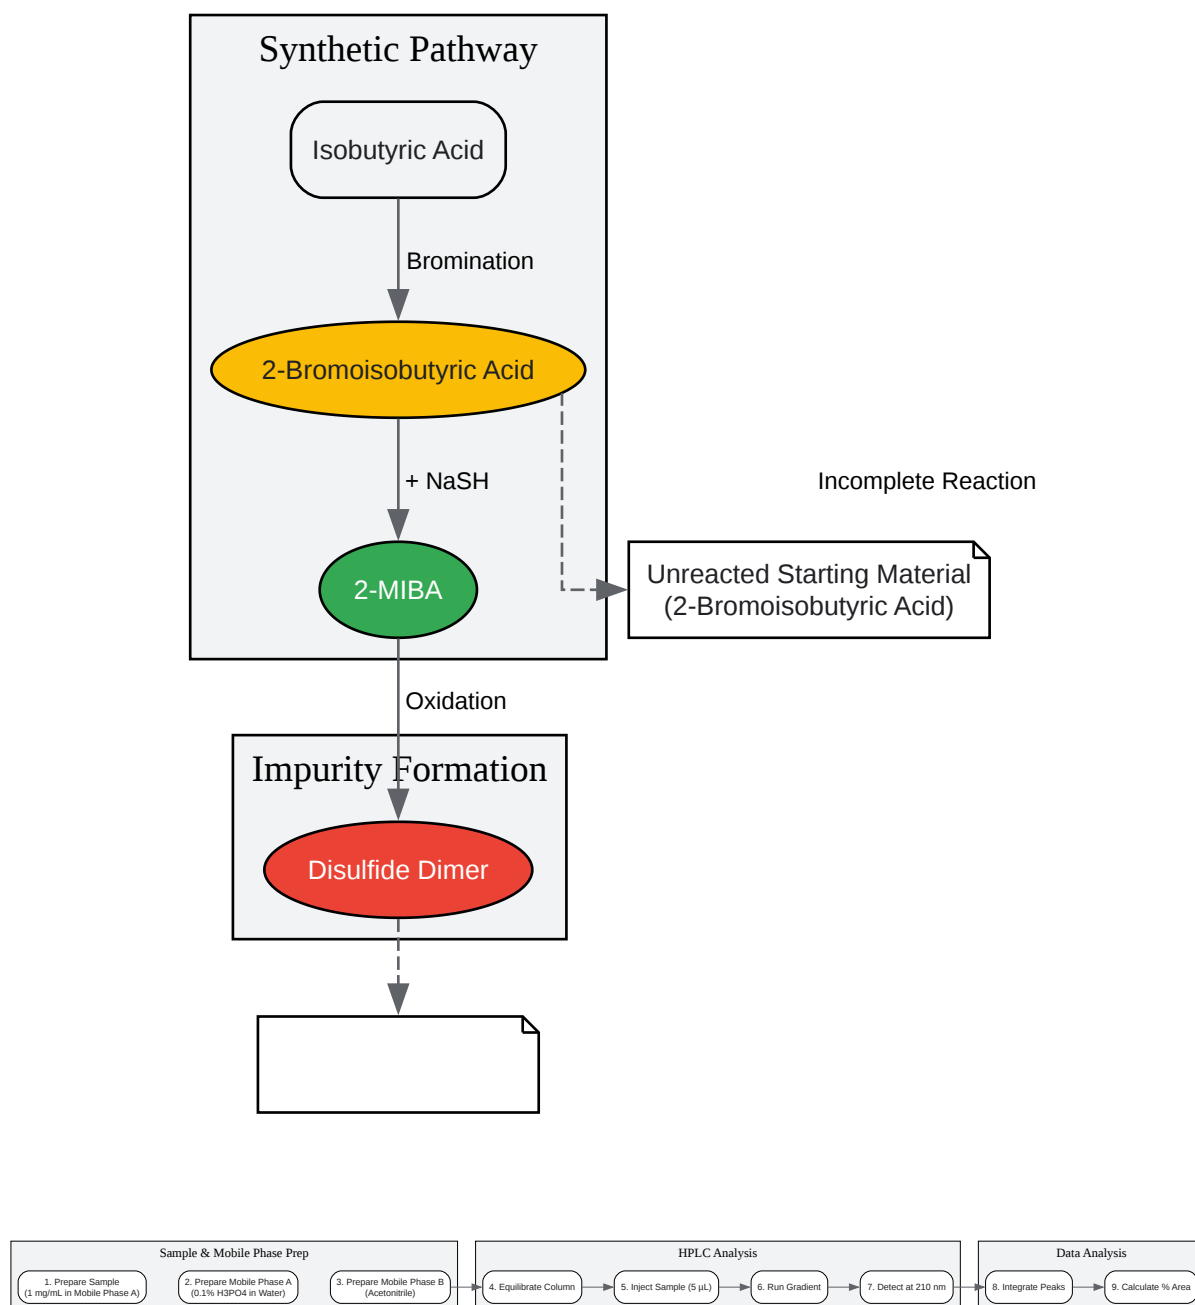 Synthetic Pathway
Isobutyric Acid
Bromination
2-Bromoisobutyric Acid
+ NaSH
Incomplete Reaction
2-MIBA
Unreacted Starting Material
(2-Bromoisobutyric Acid)
Oxidation
Impurity Formation
Disulfide Dimer
Sample & Mobile Phase Prep
1. Prepare Sample
(1 mg/mL in Mobile Phase A)
2. Prepare Mobile Phase A
(0.1% H3PO4 in Water)
3. Prepare Mobile Phase B
(Acetonitrile)
HPLC Analysis
4. Equilibrate Column
5. Inject Sample (5 µL)
6. Run Gradient
7. Detect at 210 nm
Data Analysis
8. Integrate Peaks
9. Calculate % Area